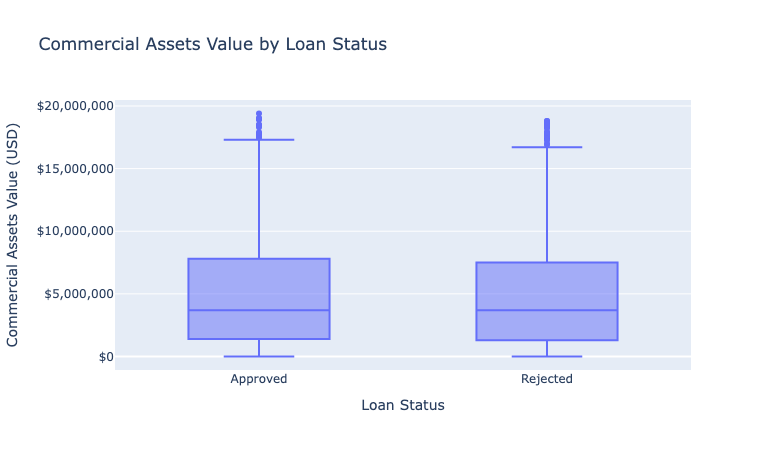 Commercial Assets Value by Loan Status
Commercial Assets Value (USD)
$20,000,000
$15,000,000
$10,000,000
$5,000,000
$0
Approved
Rejected
Loan Status